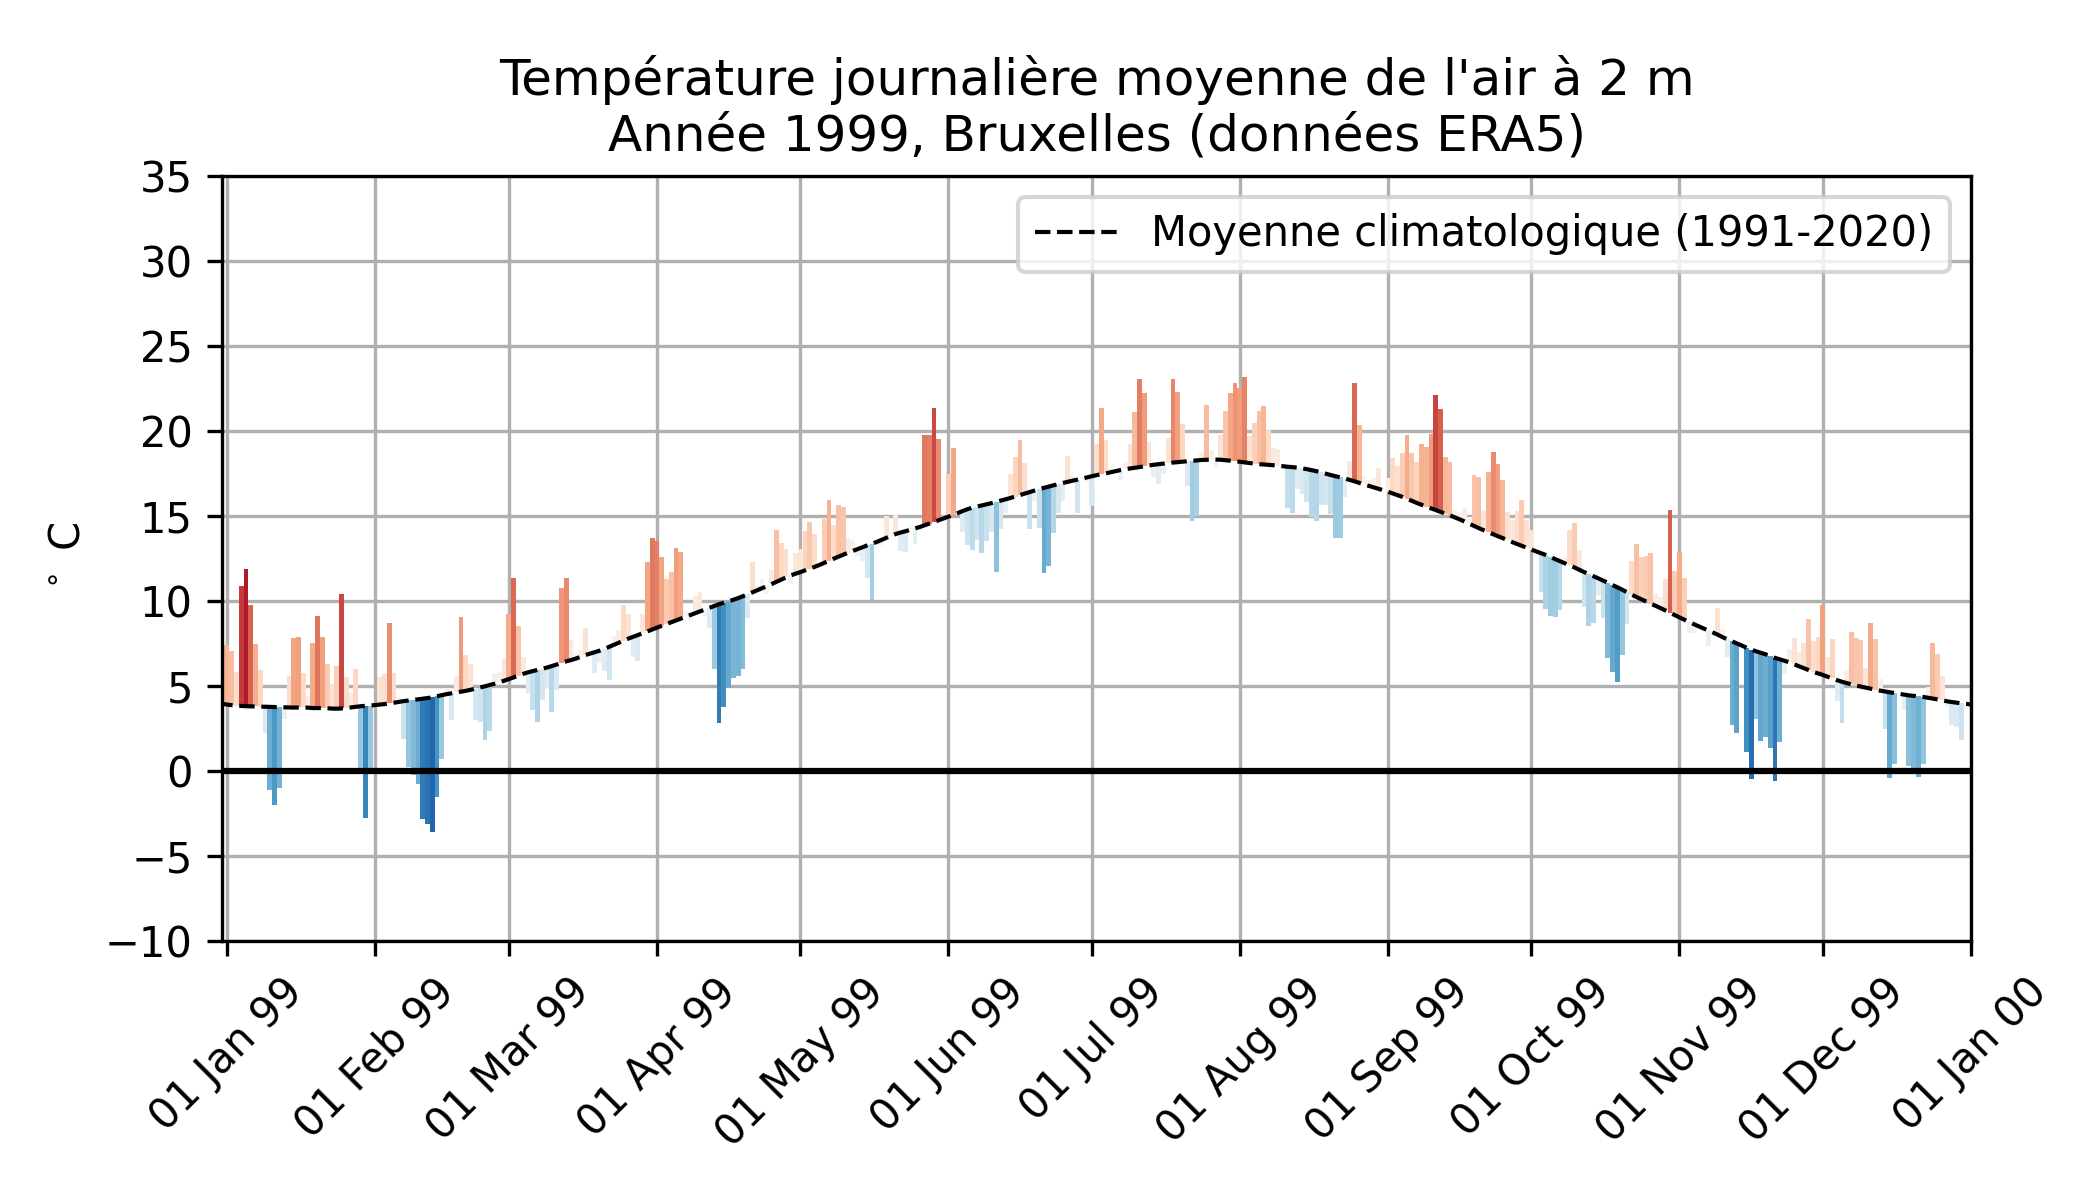 Température journalière moyenne de l'air à 2 m
Année 1999, Bruxelles (données ERA5)
Moyenne climatologique (1991-2020)
° C
35
30
25
20
15
10
5
0
−5
−10
01 Jan 99
01 Feb 99
01 Mar 99
01 Apr 99
01 May 99
01 Jun 99
01 Jul 99
01 Aug 99
01 Sep 99
01 Oct 99
01 Nov 99
01 Dec 99
01 Jan 00